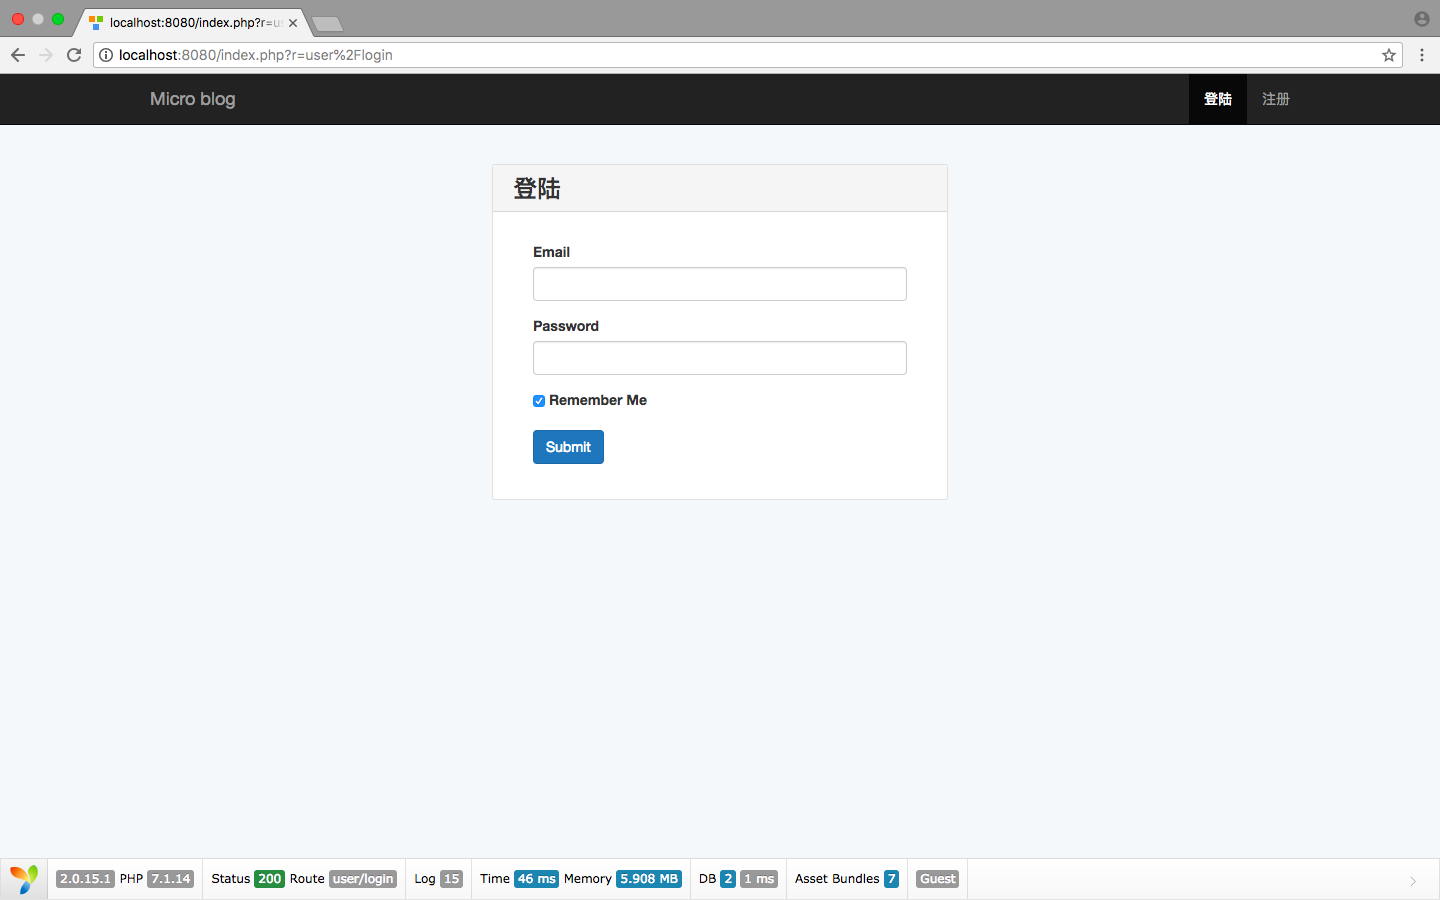 localhost:8080/index.php?r=us
localhost:8080/index.php?r=user%2Flogin
Micro blog 登陆 注册
登陆
Email
Password
Remember Me
Submit
2.0.15.1 PHP 7.1.14 Status 200 Route user/login Log 15 Time 46 ms Memory 5.908 MB DB 2 1 ms Asset Bundles 7 Guest